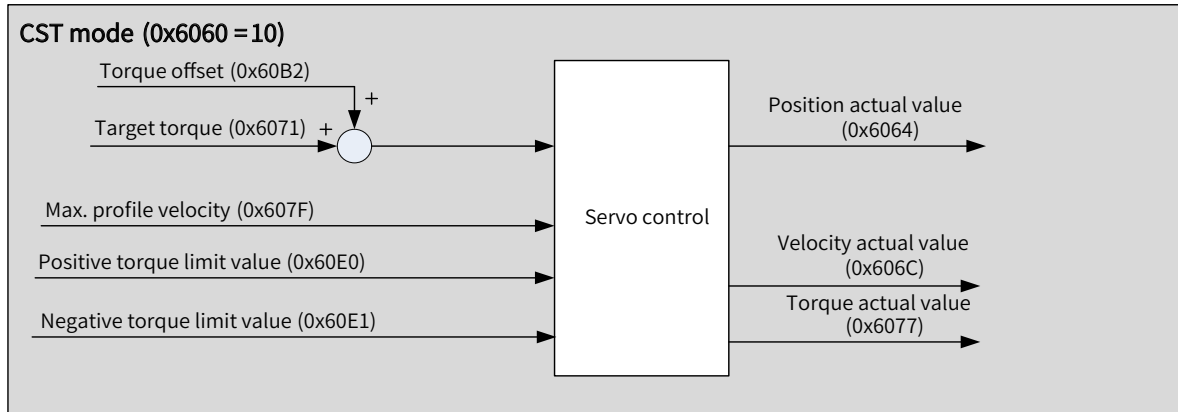 CST mode (0x6060 = 10)
Torque offset (0x60B2)
+
Target torque (0x6071) +
Max. profile velocity (0x607F)
Positive torque limit value (0x60E0)
Negative torque limit value (0x60E1)
Servo control
Position actual value
(0x6064)
Velocity actual value
(0x606C)
Torque actual value
(0x6077)